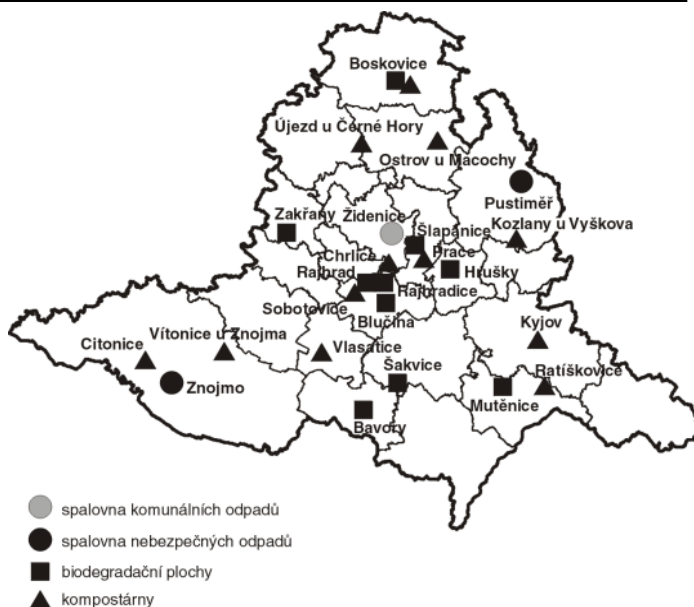 Boskovice
Újezd u Černé Hory
Ostrov u Macochy
Pustiměř
Kozlany u Vyškova
Zakřany
Židenice
Šlapanice
Prace
Chrlice
Hrušky
Rajhrad
Rajhradice
Sobotovice
Blučina
Kyjov
Vítonice u Znojma
Citonice
Vlasatice
Šakvice
Ratíškovice
Znojmo
Mutěnice
Bavory
spalovna komunálních odpadů
spalovna nebezpečných odpadů
biodegradační plochy
kompostárny